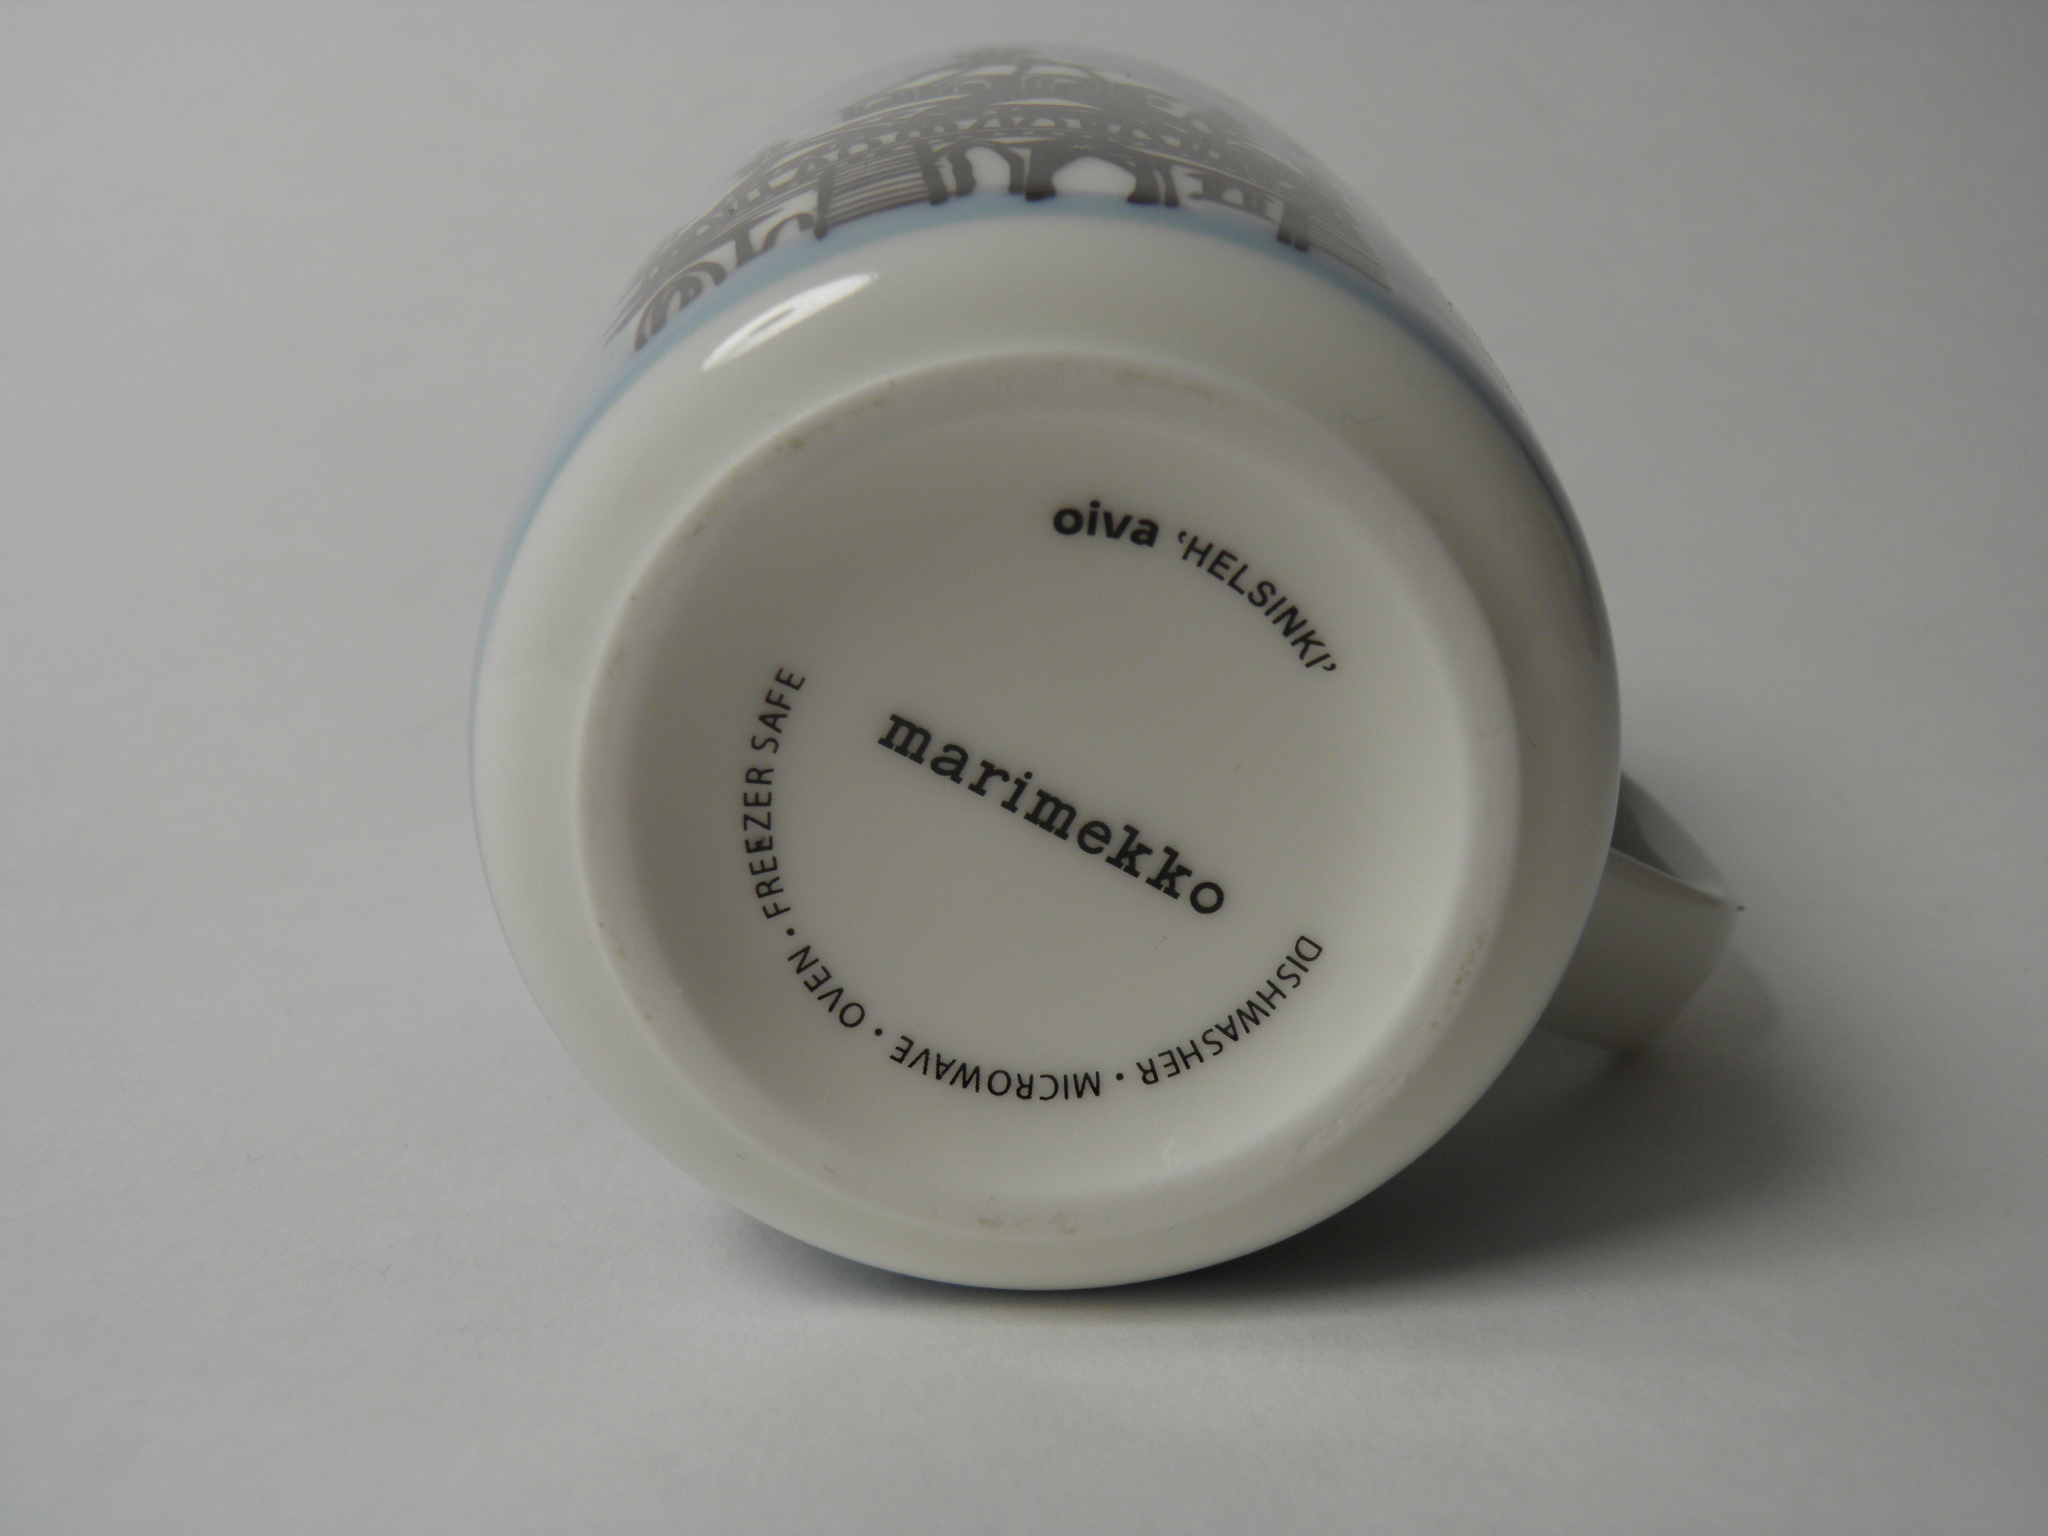 oiva ‘HELSINKI’
marimekko
DISHWASHER · MICROWAVE · OVEN · FREEZER SAFE